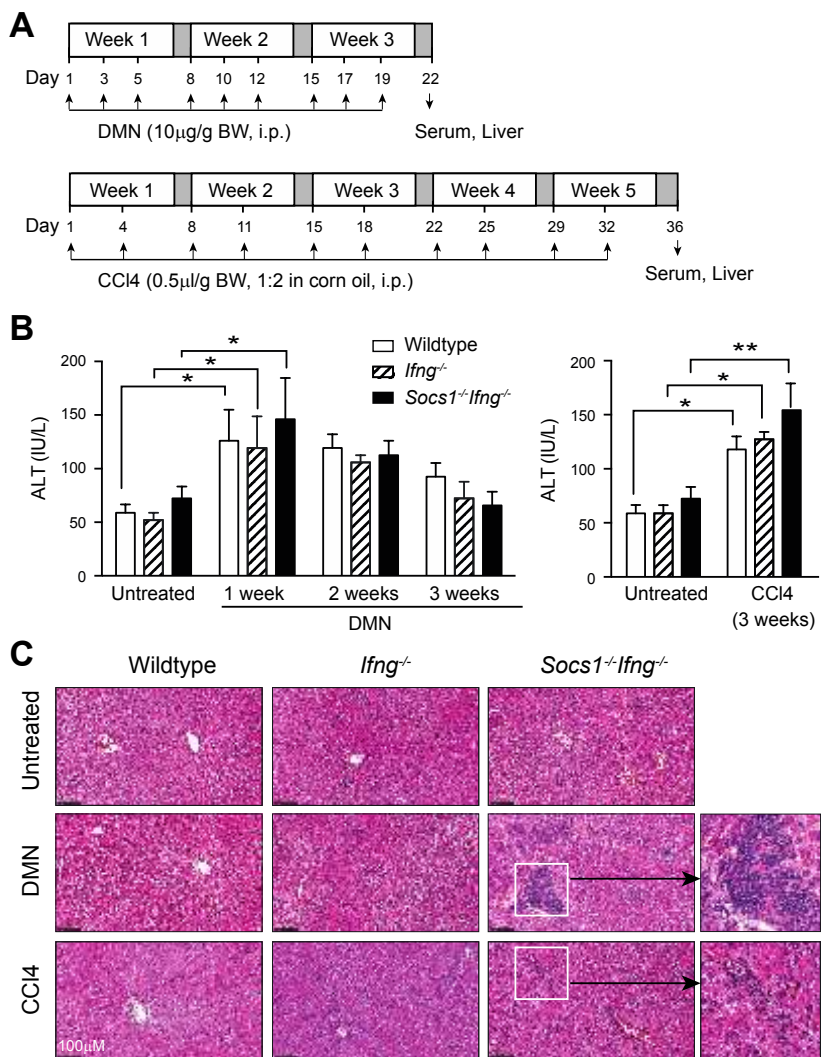 A
Week 1 Week 2 Week 3
Day 1 3 5 8 10 12 15 17 19 22
DMN (10µg/g BW, i.p.) Serum, Liver
Week 1 Week 2 Week 3 Week 4 Week 5
Day 1 4 8 11 15 18 22 25 29 32 36
CCl4 (0.5µl/g BW, 1:2 in corn oil, i.p.) Serum, Liver
B
Wildtype
Ifng-/-
Socs1-/-Ifng-/-
ALT (IU/L)
200
150
100
50
0
* * *
Untreated 1 week 2 weeks 3 weeks
DMN
ALT (IU/L)
200
150
100
50
0
** * *
Untreated CCl4
(3 weeks)
C
Wildtype Ifng-/- Socs1-/-Ifng-/-
Untreated
DMN
CCl4
100µM